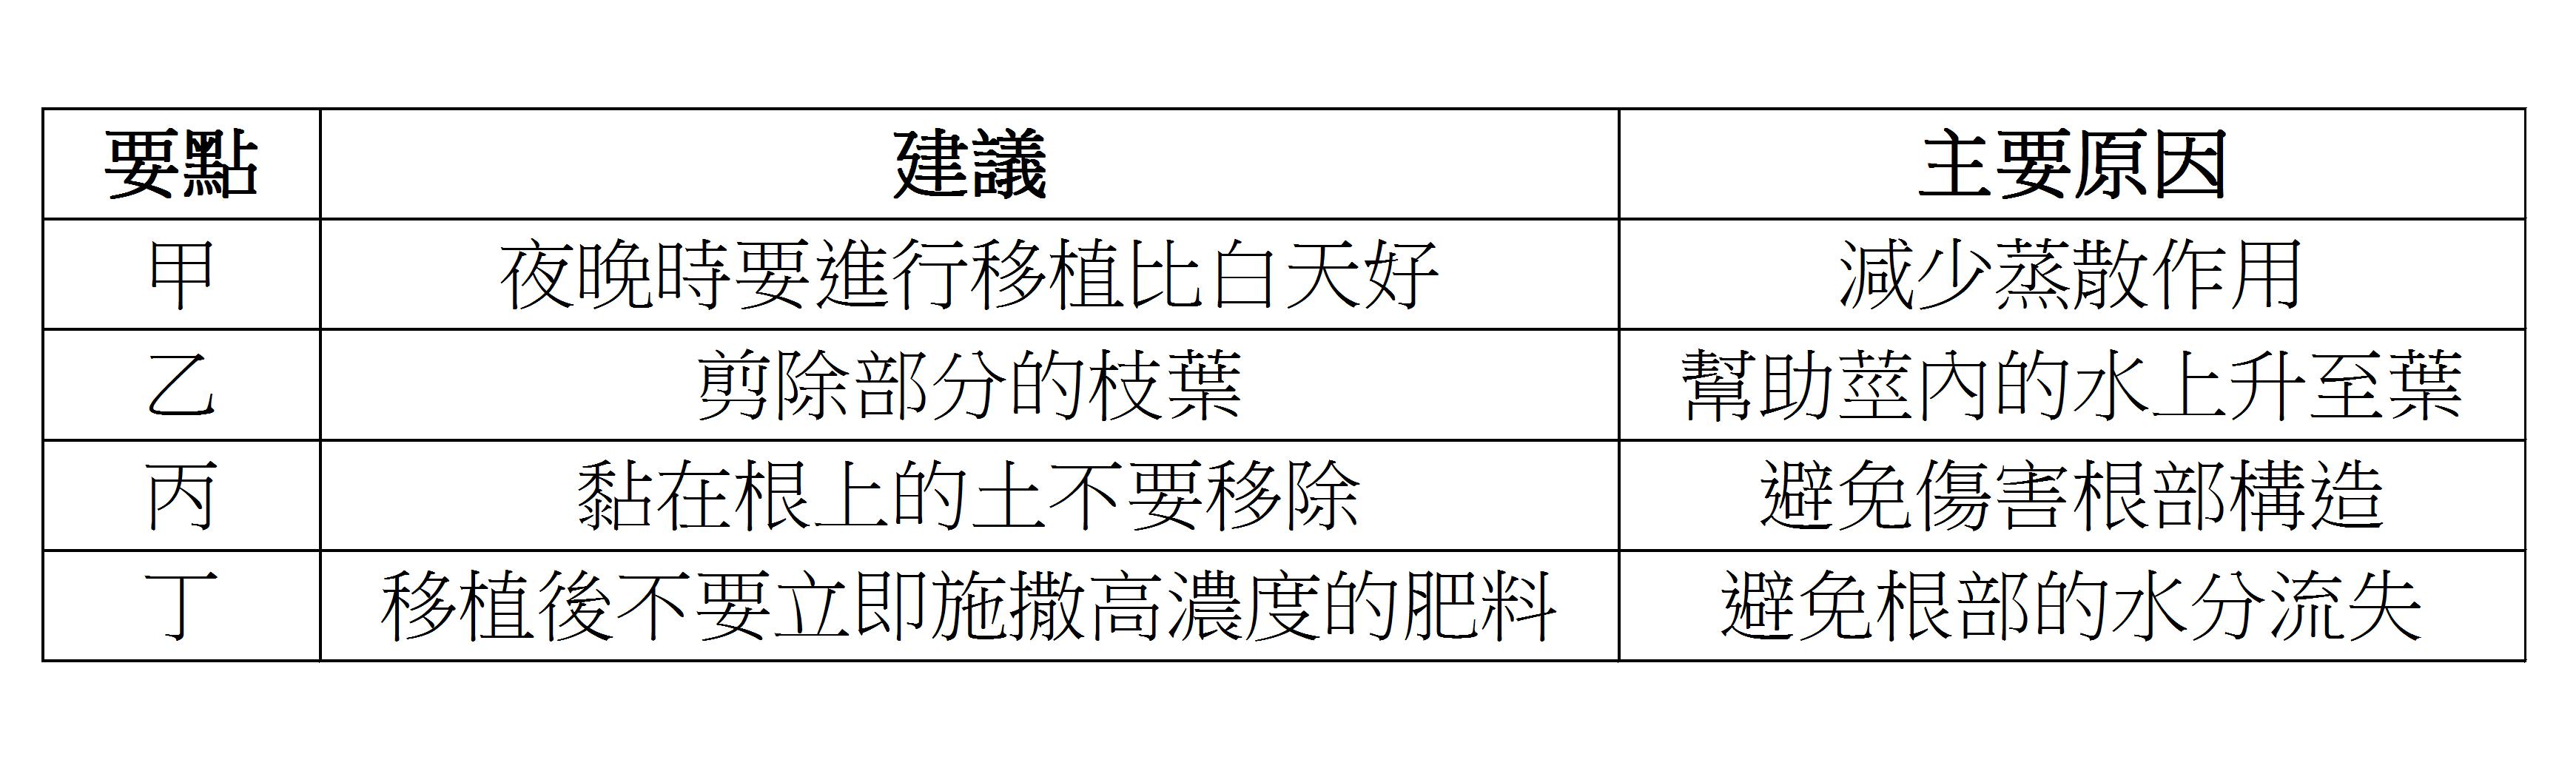 要點 建議 主要原因
甲 夜晚時要進行移植比白天好 減少蒸散作用
乙 剪除部分的枝葉 幫助莖內的水上升至葉
丙 黏在根上的土不要移除 避免傷害根部構造
丁 移植後不要立即施撒高濃度的肥料 避免根部的水分流失